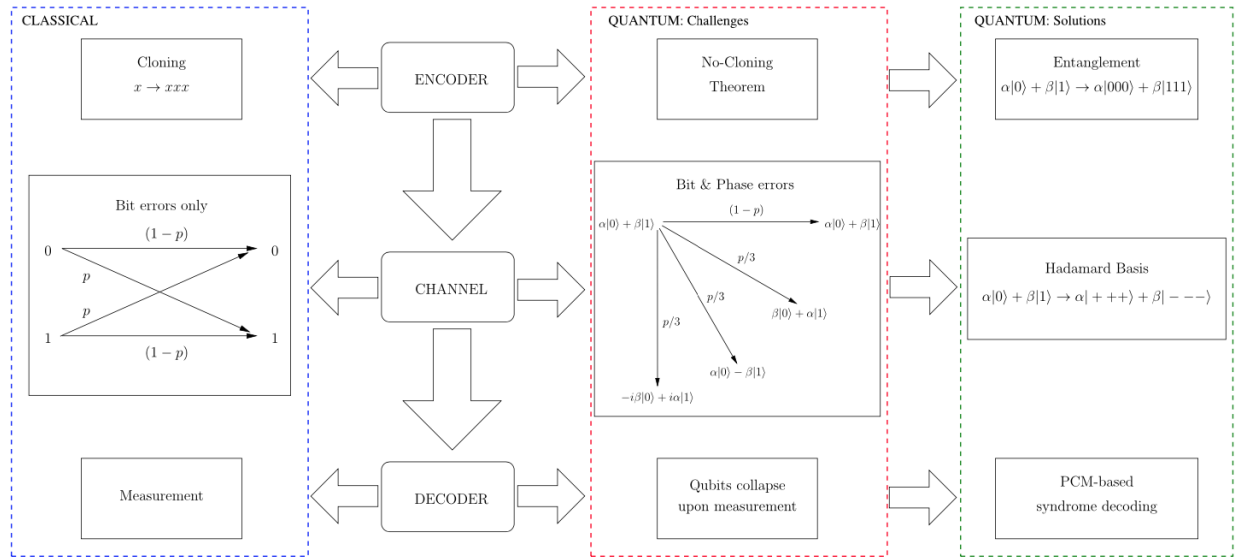 CLASSICAL
Cloning
x → xxx
Bit errors only
(1 − p)
0
0
p
p
1
1
(1 − p)
Measurement
ENCODER
CHANNEL
DECODER
QUANTUM: Challenges
No-Cloning
Theorem
Bit & Phase errors
(1 − p)
α|0⟩ + β|1⟩
α|0⟩ + β|1⟩
p/3
p/3
p/3
β|0⟩ + α|1⟩
α|0⟩ − β|1⟩
−iβ|0⟩ + iα|1⟩
Qubits collapse
upon measurement
QUANTUM: Solutions
Entanglement
α|0⟩ + β|1⟩ → α|000⟩ + β|111⟩
Hadamard Basis
α|0⟩ + β|1⟩ → α| + ++⟩ + β| − −−⟩
PCM-based
syndrome decoding